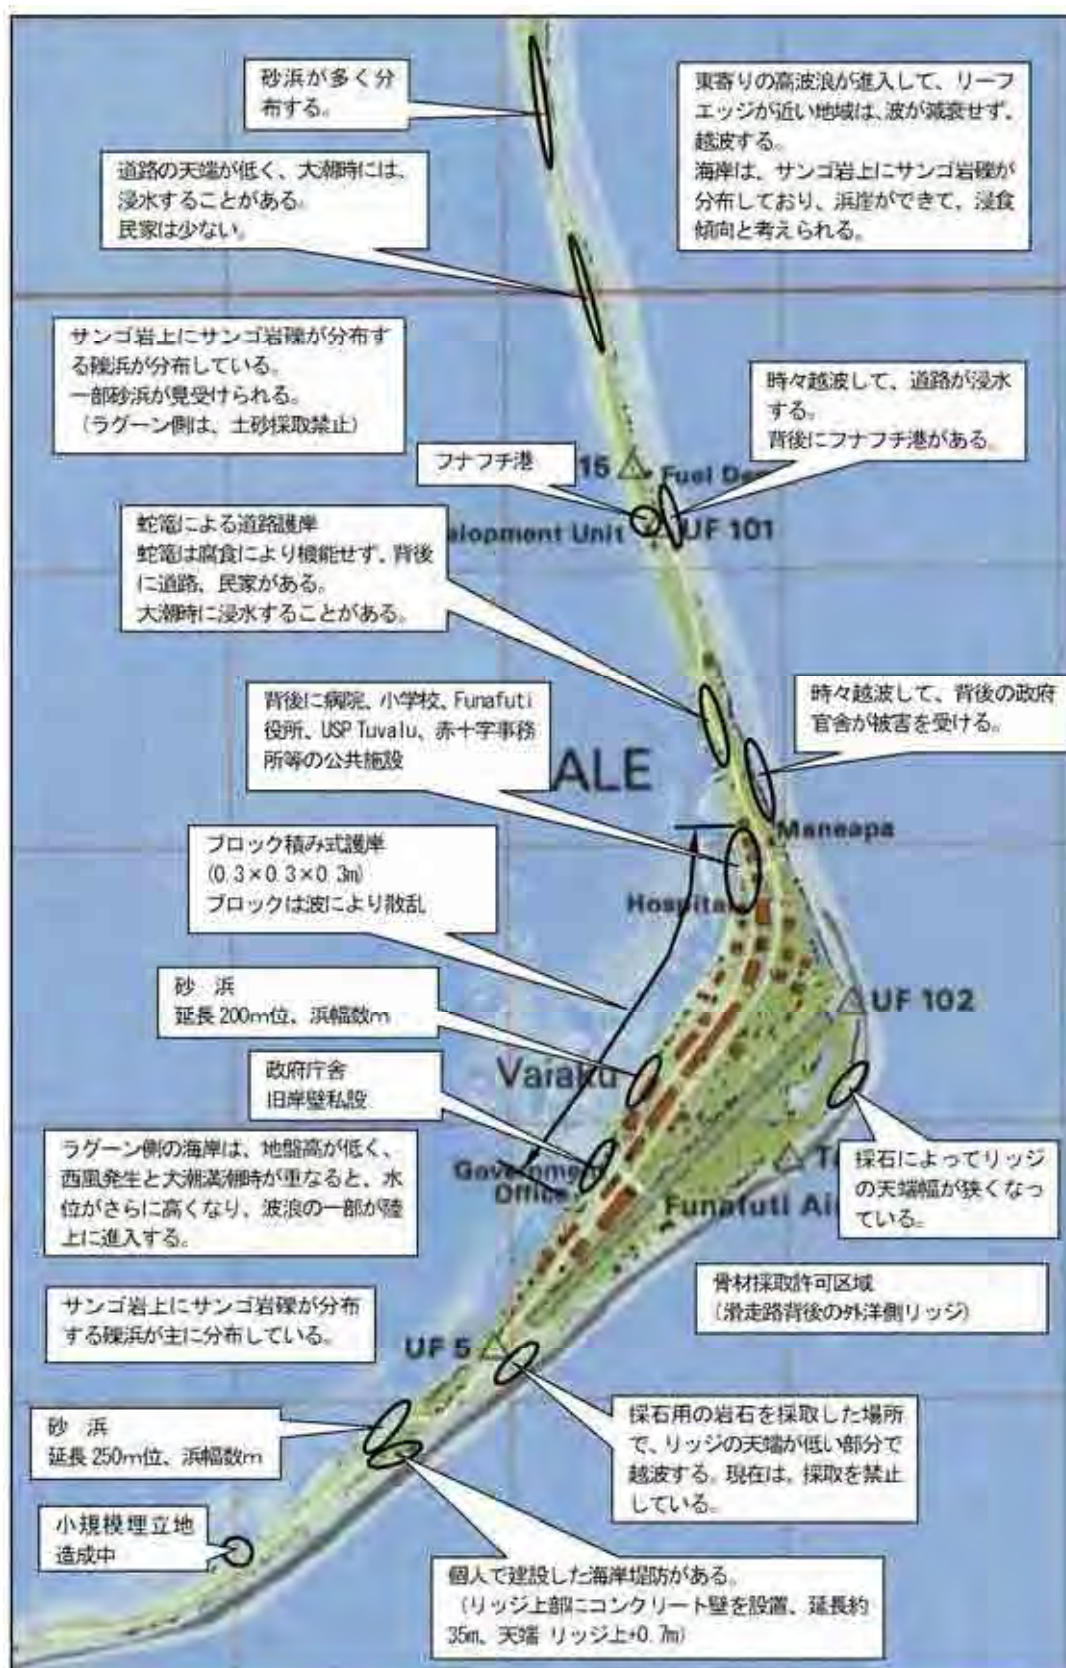 砂浜が多く分
布する。
東寄りの高波浪が進入して、リーフ
エッジが近い地域は、波が減衰せず、
越波する。
海岸は、サンゴ岩上にサンゴ岩礫が
分布しており、浜崖ができて、浸食
傾向と考えられる。
道路の天端が低く、大潮時には、
浸水することがある。
民家は少ない。
サンゴ岩上にサンゴ岩礫が分布す
る礫浜が分布している。
一部砂浜が見受けられる。
（ラグーン側は、土砂採取禁止）
時々越波して、道路が浸水
する。
背後にフナフチ港がある。
フナフチ港
15
Fuel De
alopment Unit
UF 101
蛇篭による道路護岸
蛇篭は腐食により機能せず、背後
に道路、民家がある。
大潮時に浸水することがある。
時々越波して、背後の政府
官舎が被害を受ける。
背後に病院、小学校、Funafuti
役所、USP Tuvalu、赤十字事務
所等の公共施設
ALE
Maneapa
ブロック積み式護岸
(0.3×0.3×0.3m)
ブロックは波により散乱
Hospital
砂　浜
延長200m位、浜幅数m
UF 102
Vaiaku
政府庁舎
旧岸壁私設
ラグーン側の海岸は、地盤高が低く、
西風発生と大潮満潮時が重なると、水
位がさらに高くなり、波浪の一部が陸
上に進入する。
Government
Office
T
Funafuti Ai
採石によってリッジ
の天端幅が狭くなっ
ている。
骨材採取許可区域
（滑走路背後の外洋側リッジ）
サンゴ岩上にサンゴ岩礫が分布
する礫浜が主に分布している。
UF 5
砂　浜
延長250m位、浜幅数m
採石用の岩石を採取した場所
で、リッジの天端が低い部分で
越波する。現在は、採取を禁止
している。
小規模埋立地
造成中
個人で建設した海岸堤防がある。
（リッジ上部にコンクリート壁を設置、延長約
35m、天端 リッジ上+0.7m）